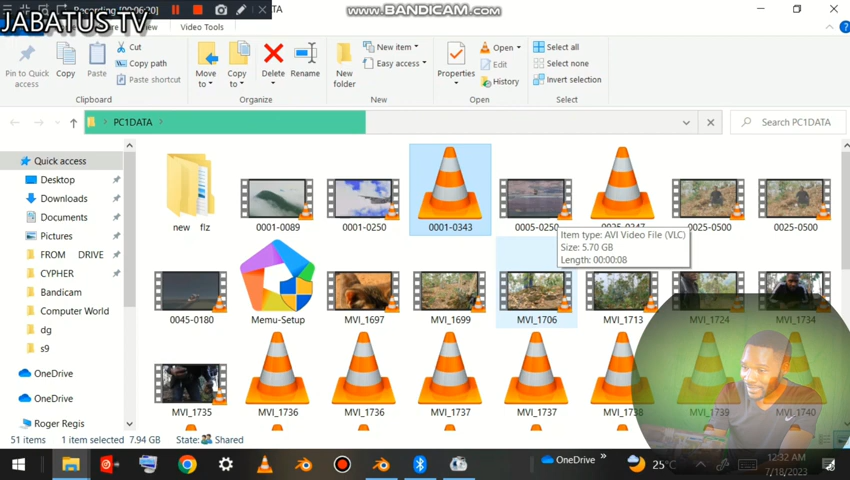 Recording [00:06:20]
www.BANDICAM.com
JABATUS TV
DATA
View
Video Tools
Pin to Quick access
Copy
Paste
Cut
Copy path
Paste shortcut
Clipboard
Move to
Copy to
Delete
Rename
Organize
New folder
New item
Easy access
New
Properties
Open
Edit
History
Open
Select all
Select none
Invert selection
Select
PC1DATA
Search PC1DATA
Quick access
Desktop
Downloads
Documents
Pictures
FROM DRIVE
CYPHER
Bandicam
Computer World
dg
s9
OneDrive
OneDrive
Roger Regis
new flz
0001-0089
0001-0250
0001-0343
0005-0250
0025-0347
0025-0500
0025-0500
Item type: AVI Video File (VLC)
Size: 5.70 GB
Length: 00:00:08
0045-0180
Memu-Setup
MVI_1697
MVI_1699
MVI_1706
MVI_1713
MVI_1724
MVI_1734
MVI_1735
MVI_1736
MVI_1736
MVI_1737
MVI_1737
MVI_1738
MVI_1739
MVI_1740
51 items
1 item selected 7.94 GB
State: Shared
OneDrive
25°C
12:32 AM
7/18/2023